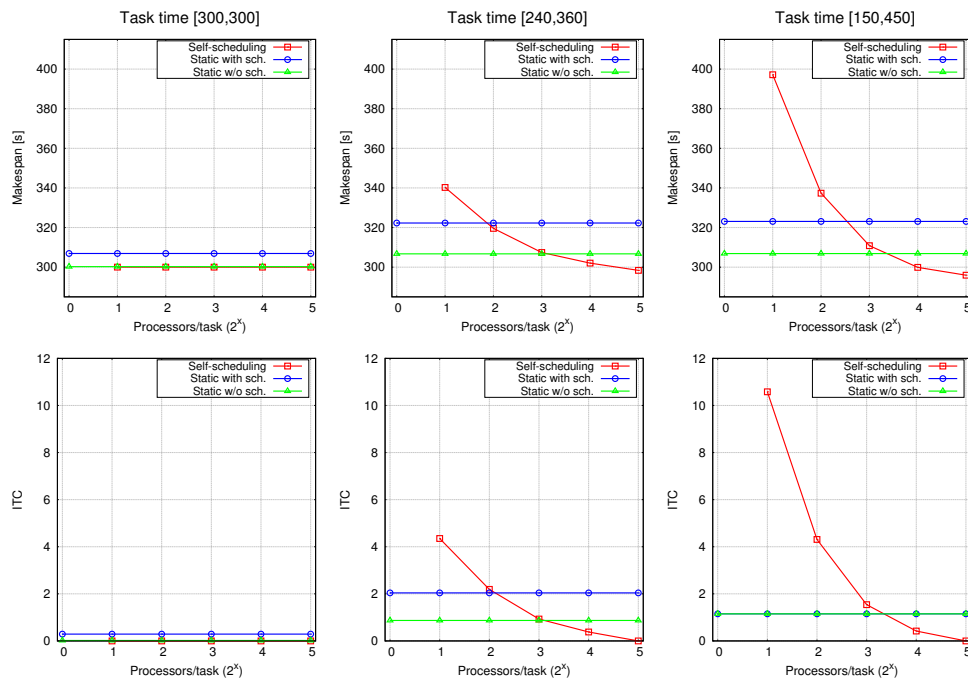 Task time [300,300]
Self-scheduling
Static with sch.
Static w/o sch.
400
380
360
340
320
300
Makespan [s]
0 1 2 3 4 5
Processors/task (2^x)
Task time [240,360]
Self-scheduling
Static with sch.
Static w/o sch.
400
380
360
340
320
300
Makespan [s]
0 1 2 3 4 5
Processors/task (2^x)
Task time [150,450]
Self-scheduling
Static with sch.
Static w/o sch.
400
380
360
340
320
300
Makespan [s]
0 1 2 3 4 5
Processors/task (2^x)
Self-scheduling
Static with sch.
Static w/o sch.
12
10
8
6
4
2
0
ITC
0 1 2 3 4 5
Processors/task (2^x)
Self-scheduling
Static with sch.
Static w/o sch.
12
10
8
6
4
2
0
ITC
0 1 2 3 4 5
Processors/task (2^x)
Self-scheduling
Static with sch.
Static w/o sch.
12
10
8
6
4
2
0
ITC
0 1 2 3 4 5
Processors/task (2^x)